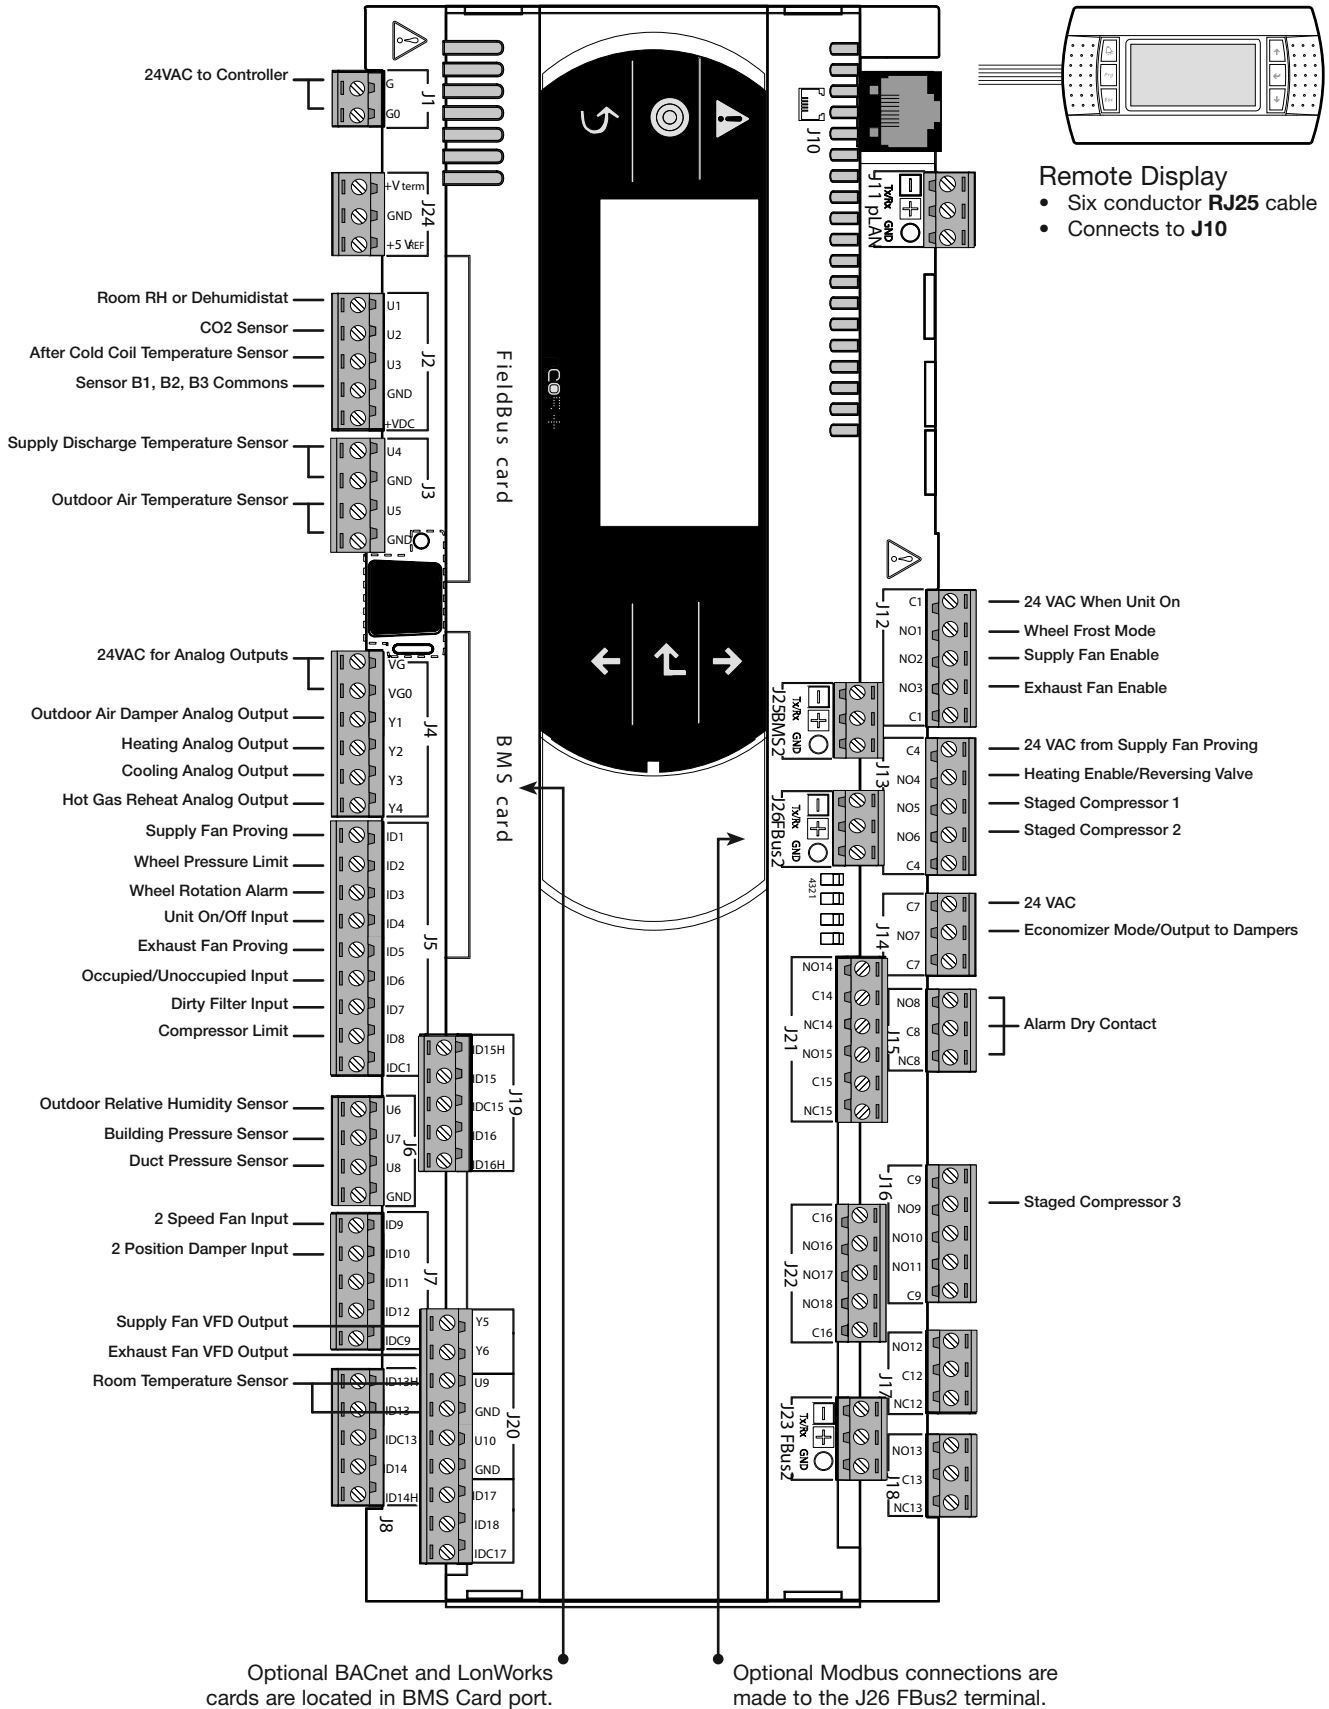 24VAC to Controller
G
G0
J1
+V term
GND
+5 VREF
J24
Room RH or Dehumidistat
CO2 Sensor
After Cold Coil Temperature Sensor
Sensor B1, B2, B3 Commons
U1
U2
U3
GND
+VDC
J2
Supply Discharge Temperature Sensor
Outdoor Air Temperature Sensor
U4
GND
U5
GND
J3
FieldBus card
24VAC for Analog Outputs
Outdoor Air Damper Analog Output
Heating Analog Output
Cooling Analog Output
Hot Gas Reheat Analog Output
VG
VG0
Y1
Y2
Y3
Y4
J4
BMS card
Supply Fan Proving
Wheel Pressure Limit
Wheel Rotation Alarm
Unit On/Off Input
Exhaust Fan Proving
Occupied/Unoccupied Input
Dirty Filter Input
Compressor Limit
ID1
ID2
ID3
ID4
ID5
ID6
ID7
ID8
IDC1
J5
ID15H
ID15
IDC15
ID16
ID16H
J19
Outdoor Relative Humidity Sensor
Building Pressure Sensor
Duct Pressure Sensor
U6
U7
U8
GND
J6
2 Speed Fan Input
2 Position Damper Input
ID9
ID10
ID11
ID12
IDC9
J7
Supply Fan VFD Output
Exhaust Fan VFD Output
Room Temperature Sensor
ID13H
ID13
IDC13
ID14
ID14H
J8
Y5
Y6
U9
GND
U10
GND
ID17
ID18
IDC17
J20
J10
J11 pLAN
Tx/Rx
GND
Prg
Esc
Remote Display
• Six conductor RJ25 cable
• Connects to J10
J12
C1
NO1
NO2
NO3
C1
24 VAC When Unit On
Wheel Frost Mode
Supply Fan Enable
Exhaust Fan Enable
J25BMS2
Tx/Rx
GND
J13
C4
NO4
NO5
NO6
C4
24 VAC from Supply Fan Proving
Heating Enable/Reversing Valve
Staged Compressor 1
Staged Compressor 2
J26FBus2
Tx/Rx
GND
4321
J14
C7
NO7
C7
24 VAC
Economizer Mode/Output to Dampers
J21
NO14
C14
NC14
NO15
C15
NC15
J15
NO8
C8
NC8
Alarm Dry Contact
J16
C9
NO9
NO10
NO11
C9
Staged Compressor 3
J22
C16
NO16
NO17
NO18
C16
J17
NO12
C12
NC12
J23 FBus2
Tx/Rx
GND
J18
NO13
C13
NC13
Optional BACnet and LonWorks
cards are located in BMS Card port.
Optional Modbus connections are
made to the J26 FBus2 terminal.